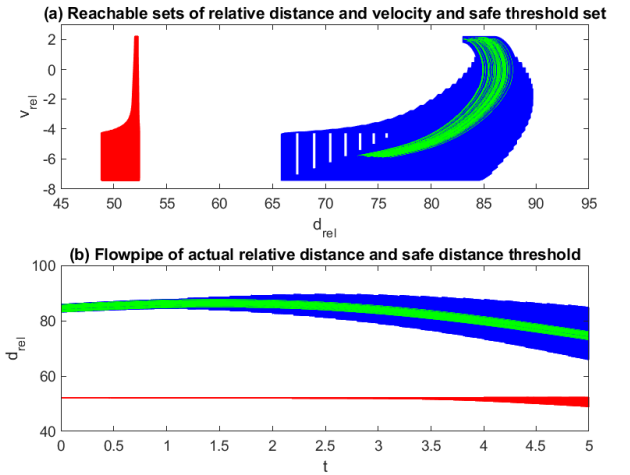 (a) Reachable sets of relative distance and velocity and safe threshold set
2
0
-2
-4
-6
-8
v_rel
45 50 55 60 65 70 75 80 85 90 95
d_rel
(b) Flowpipe of actual relative distance and safe distance threshold
100
80
60
40
d_rel
0 0.5 1 1.5 2 2.5 3 3.5 4 4.5 5
t